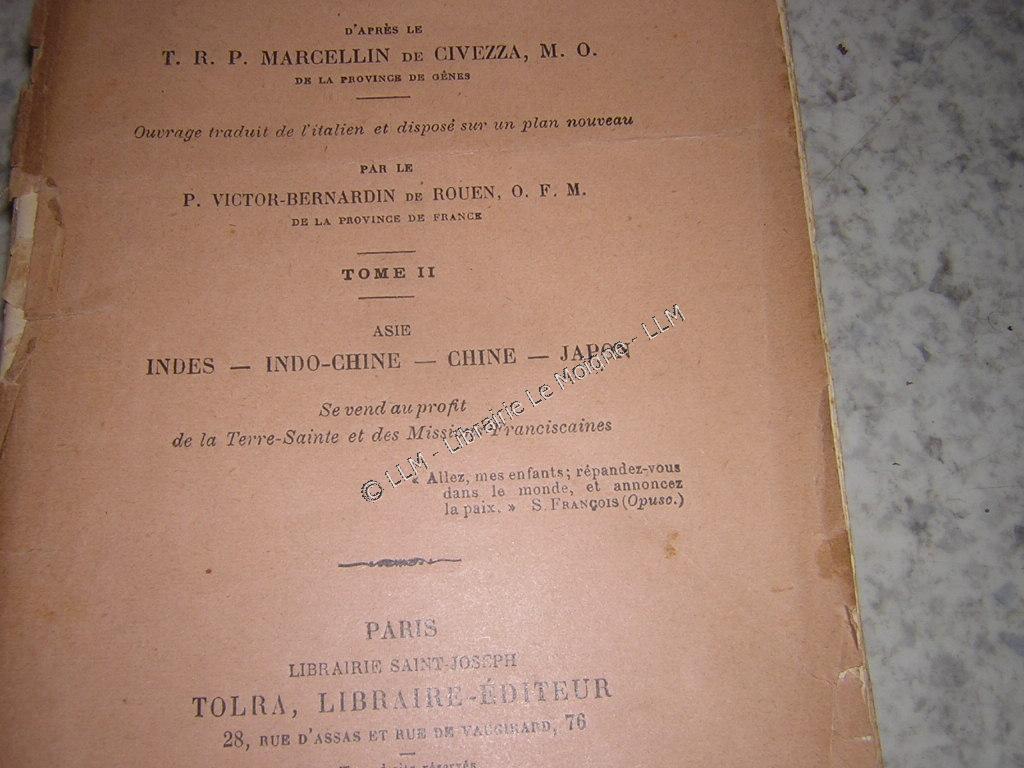 D'APRÈS LE
T. R. P. MARCELLIN DE CIVEZZA, M. O.
DE LA PROVINCE DE GÊNES
Ouvrage traduit de l'italien et disposé sur un plan nouveau
PAR LE
P. VICTOR-BERNARDIN DE ROUEN, O. F. M.
DE LA PROVINCE DE FRANCE
TOME II
ASIE
INDES — INDO-CHINE — CHINE — JAPON
Se vend au profit
de la Terre-Sainte et des Missions Franciscaines
« Allez, mes enfants; répandez-vous
dans le monde, et annoncez
la paix. » S. FRANÇOIS (Opusc.)
© LLM - Librairie Le Moigne - LLM
PARIS
LIBRAIRIE SAINT-JOSEPH
TOLRA, LIBRAIRE-ÉDITEUR
28, RUE D'ASSAS ET RUE DE VAUGIRARD, 76
droits réservés